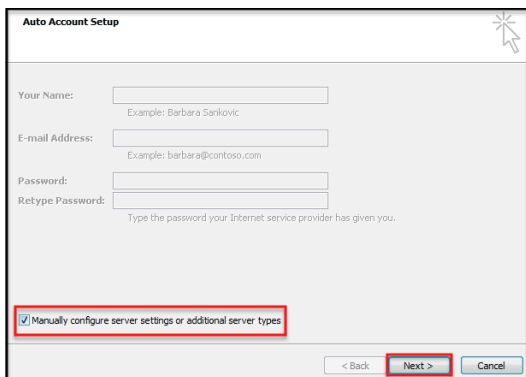 Auto Account Setup
Your Name:
Example: Barbara Sankovic
E-mail Address:
Example: barbara@contoso.com
Password:
Retype Password:
Type the password your Internet service provider has given you.
Manually configure server settings or additional server types
< Back Next > Cancel